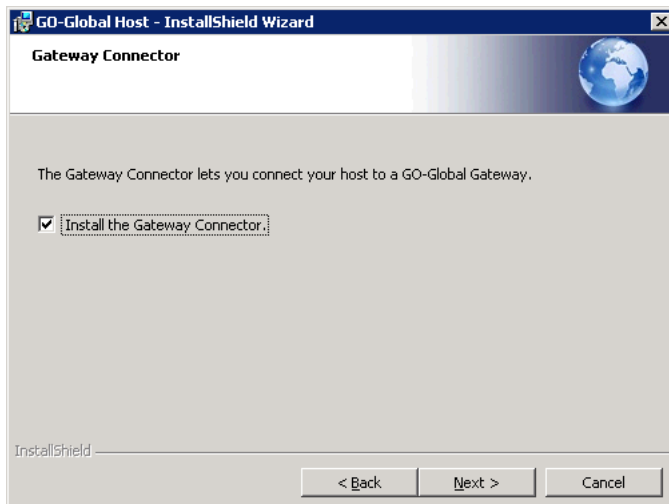 GO-Global Host - InstallShield Wizard
Gateway Connector
The Gateway Connector lets you connect your host to a GO-Global Gateway.
Install the Gateway Connector.
InstallShield
< Back
Next >
Cancel